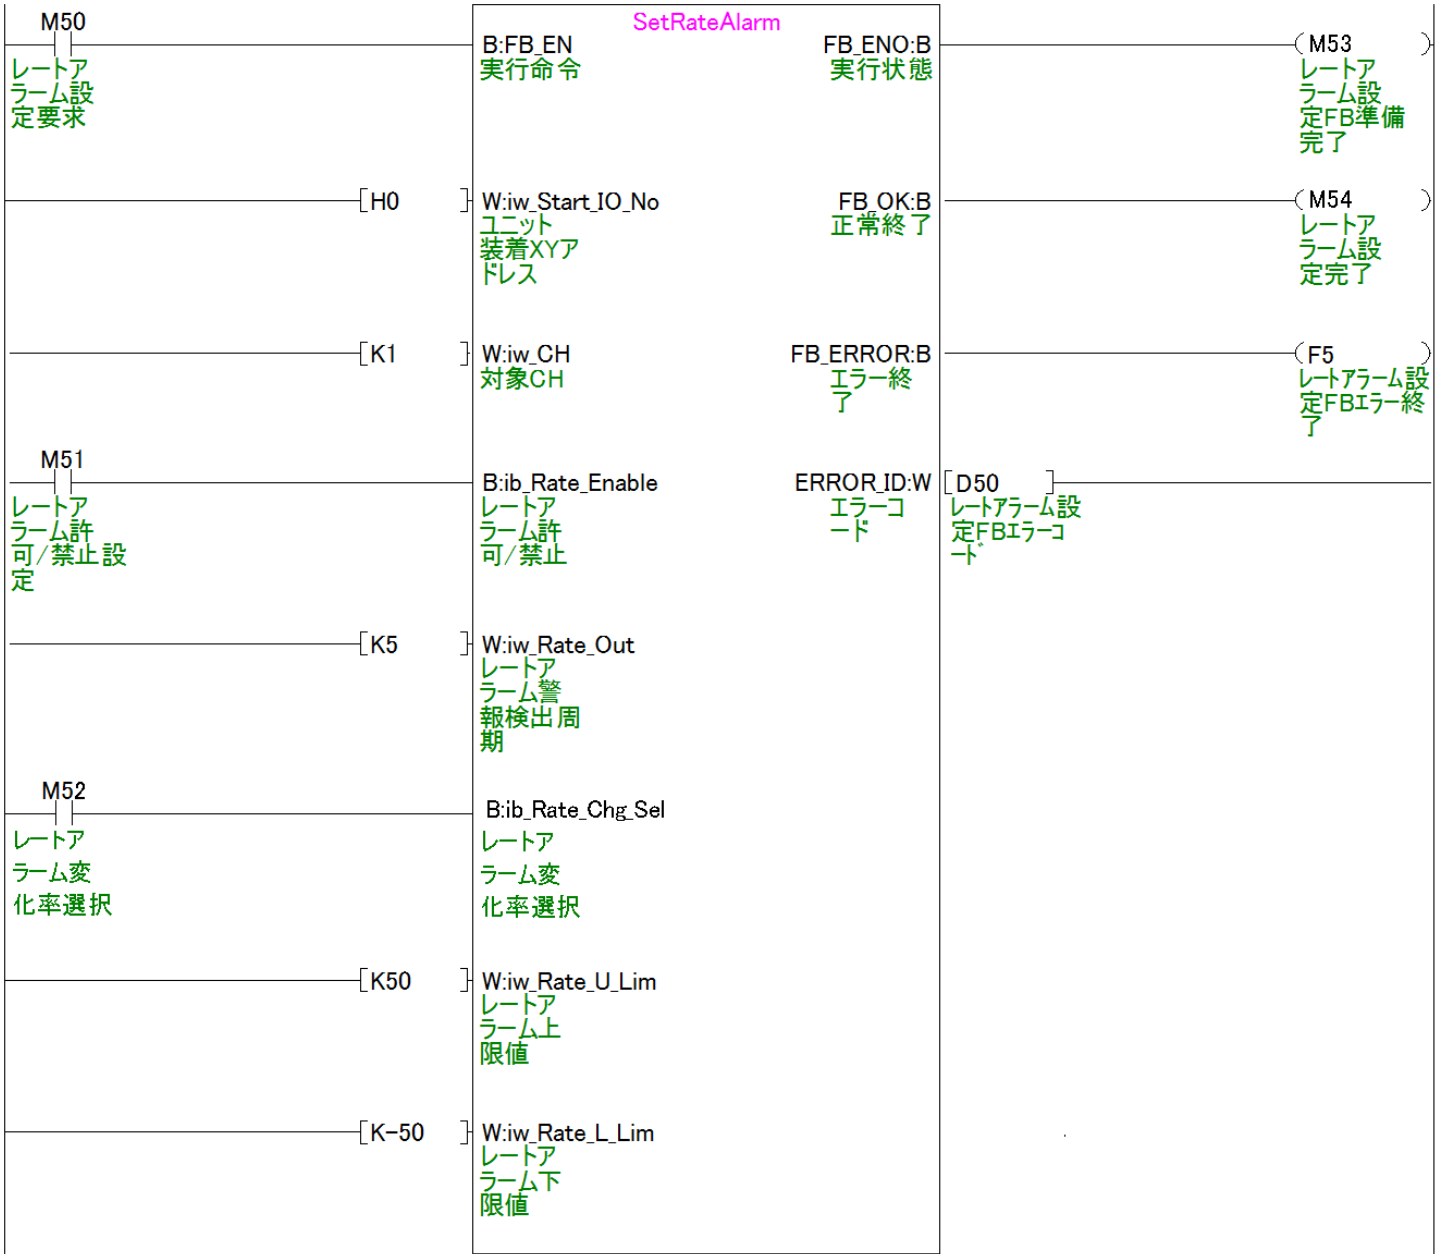 SetRateAlarm
M50
レートア
ラーム設
定要求
B:FB_EN
実行命令
FB_ENO:B
実行状態
M53
レートア
ラーム設
定FB準備
完了
H0
W:iw_Start_IO_No
ユニット
装着XYア
ドレス
FB_OK:B
正常終了
M54
レートア
ラーム設
定完了
K1
W:iw_CH
対象CH
FB_ERROR:B
エラー終
了
F5
ﾚｰﾄｱﾗｰﾑ設
定FBｴﾗｰ終
了
M51
レートア
ラーム許
可/禁止設
定
B:ib_Rate_Enable
レートア
ラーム許
可/禁止
ERROR_ID:W
エラーコ
ード
D50
ﾚｰﾄｱﾗｰﾑ設
定FBｴﾗｰｺ
ｰﾄﾞ
K5
W:iw_Rate_Out
レートア
ラーム警
報検出周
期
M52
レートア
ラーム変
化率選択
B:ib_Rate_Chg_Sel
レートア
ラーム変
化率選択
K50
W:iw_Rate_U_Lim
レートア
ラーム上
限値
K-50
W:iw_Rate_L_Lim
レートア
ラーム下
限値